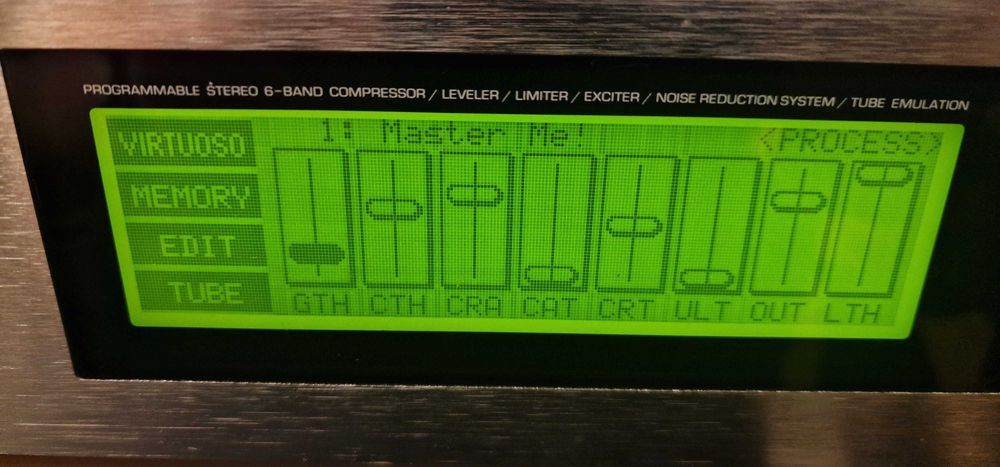 PROGRAMMABLE STEREO 6-BAND COMPRESSOR / LEVELER / LIMITER / EXCITER / NOISE REDUCTION SYSTEM / TUBE EMULATION
1: Master Me! <PROCESS>
VIRTUOSO
MEMORY
EDIT
TUBE
GTH CTH CRA CAT CRT ULT OUT LTH